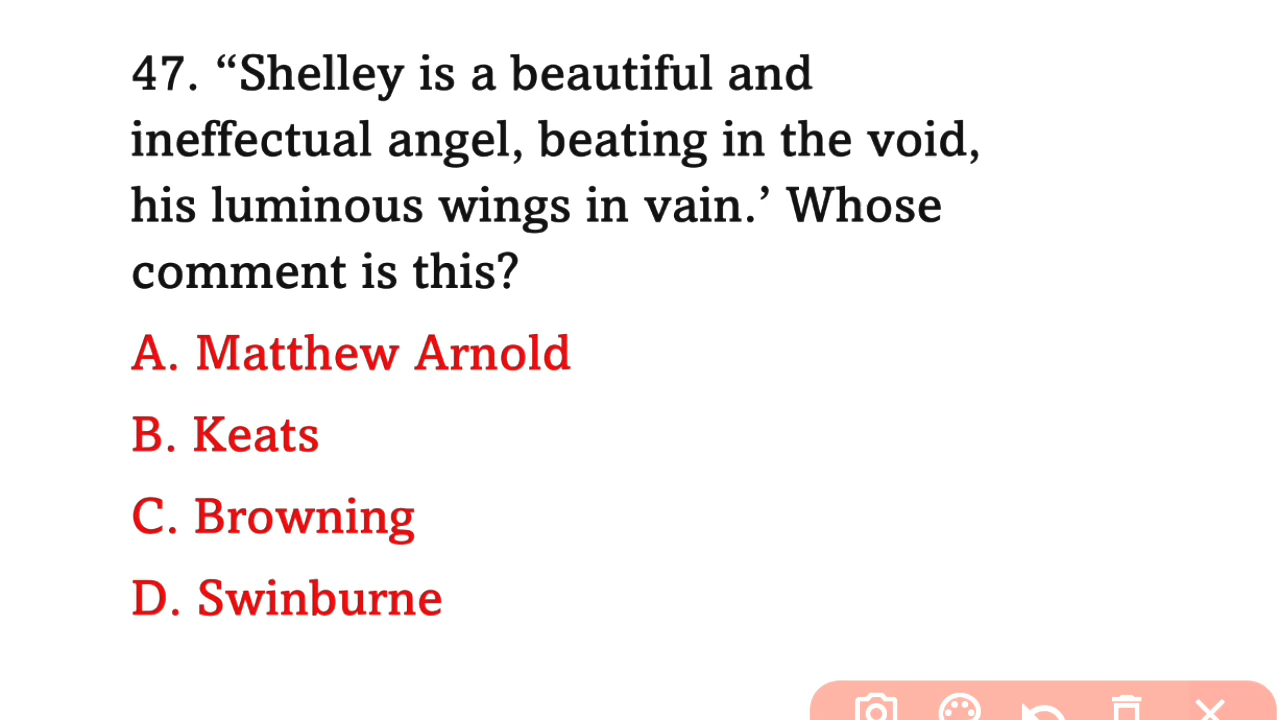 47. “Shelley is a beautiful and
ineffectual angel, beating in the void,
his luminous wings in vain.’ Whose
comment is this?
A. Matthew Arnold
B. Keats
C. Browning
D. Swinburne